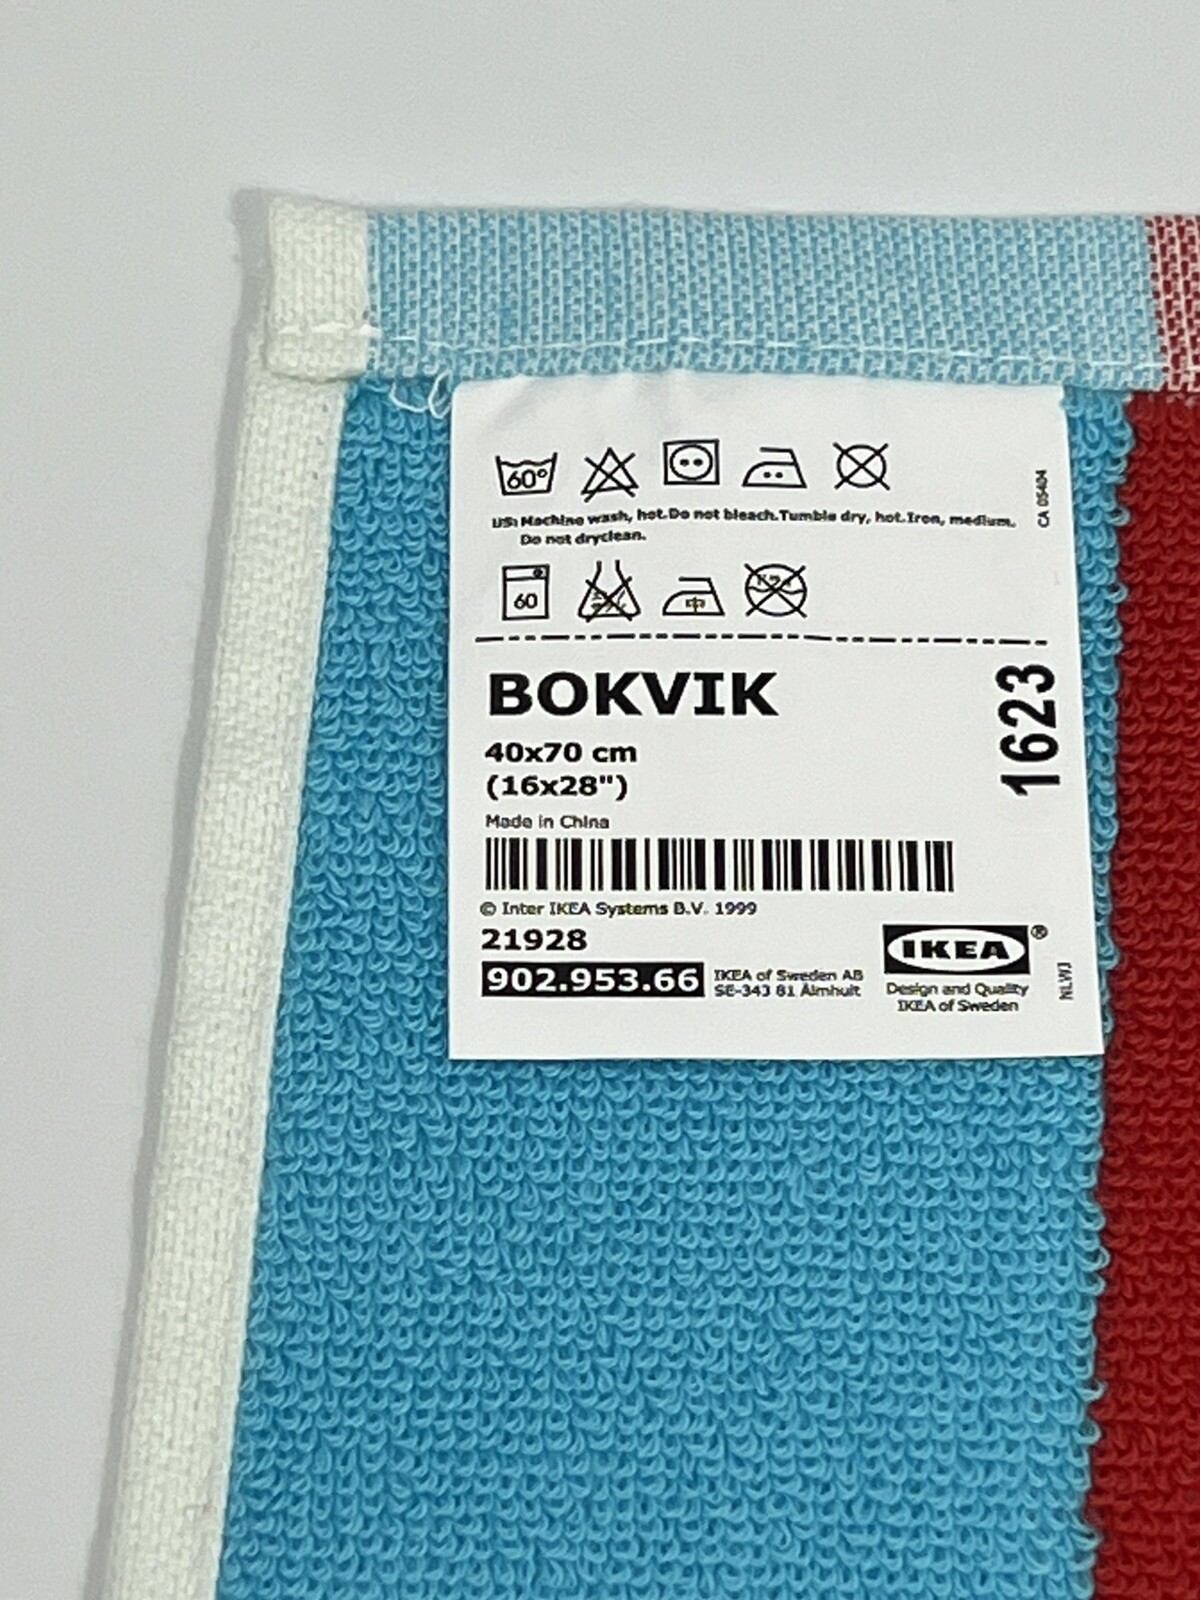 60°
US: Machine wash, hot. Do not bleach. Tumble dry, hot. Iron, medium.
Do not dryclean.
CA 05404
60
中
BOKVIK
1623
40x70 cm
(16x28")
Made in China
© Inter IKEA Systems B.V. 1999
21928
902.953.66
IKEA of Sweden AB
SE-343 81 Älmhult
IKEA®
Design and Quality
IKEA of Sweden
NLWJ